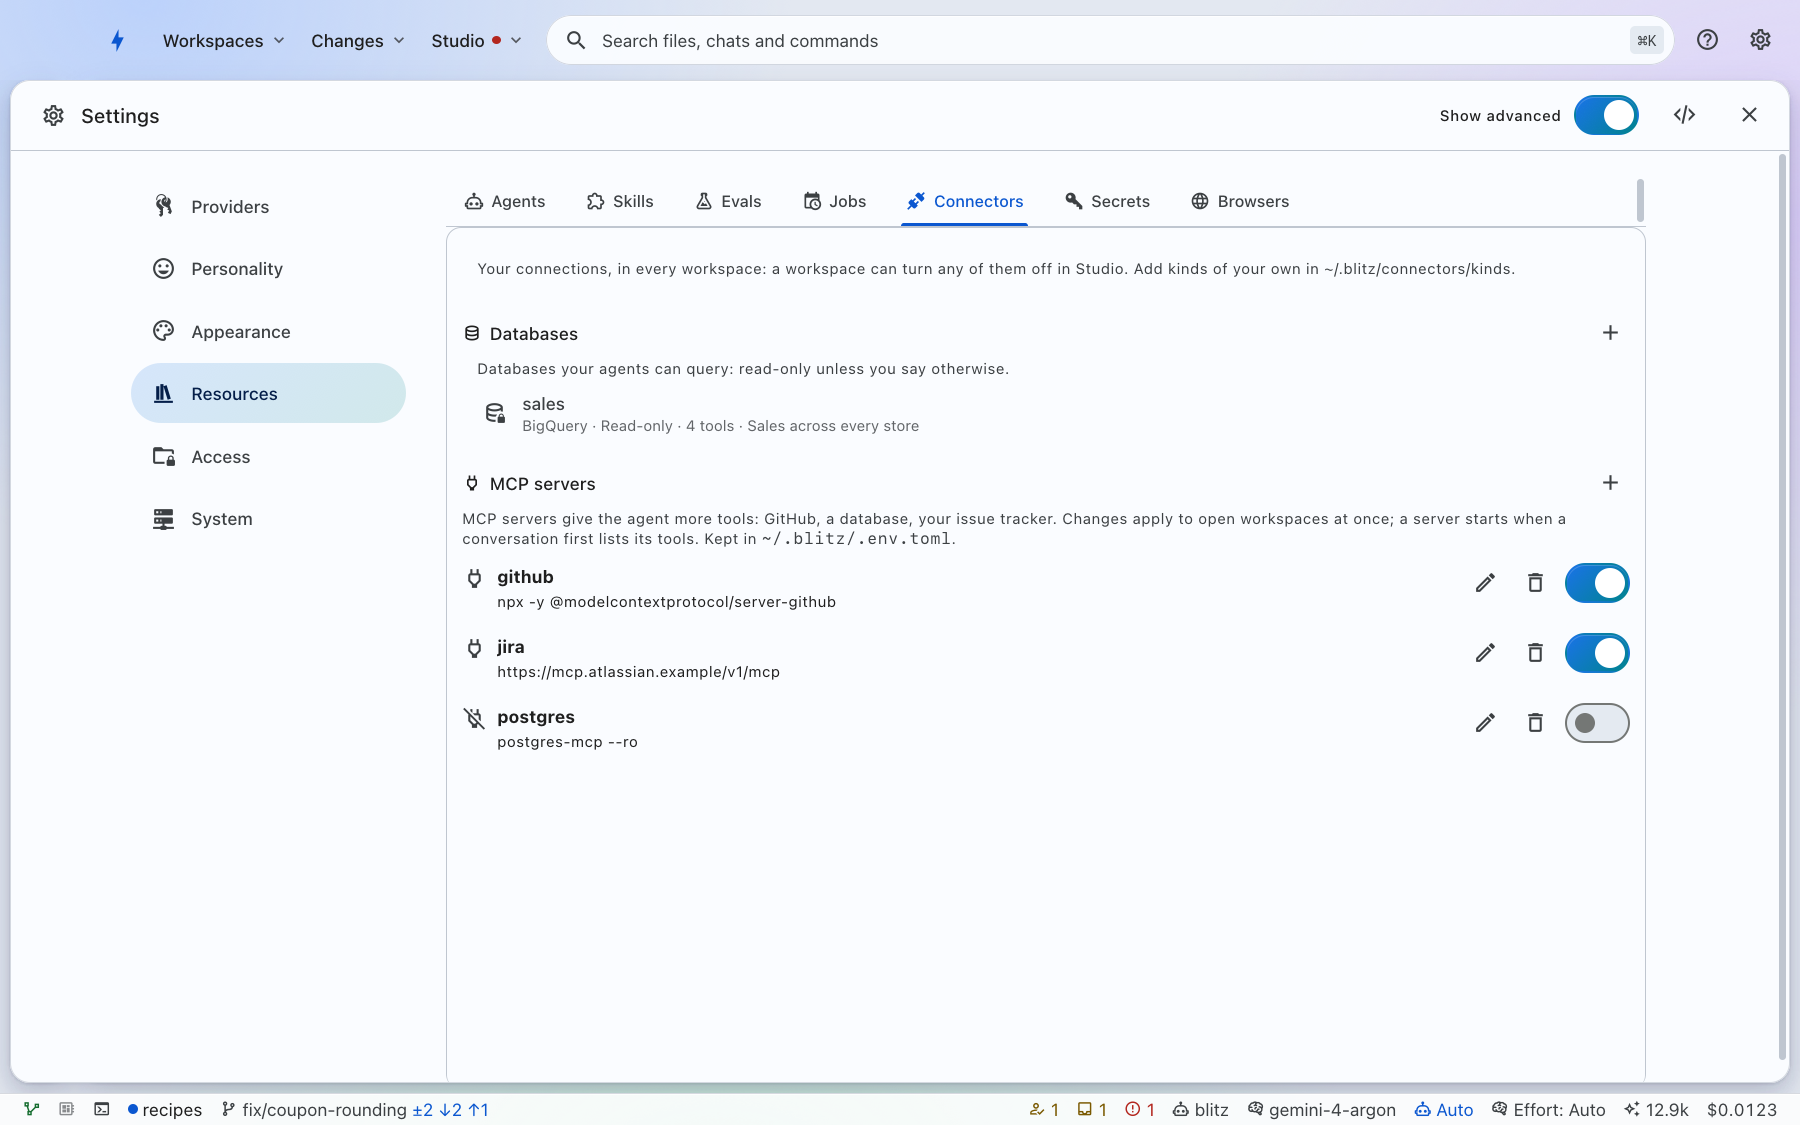 Workspaces Changes Studio Search files, chats and commands ⌘K
Settings Show advanced
Providers
Personality
Appearance
Resources
Access
System
Agents Skills Evals Jobs Connectors Secrets Browsers
Your connections, in every workspace: a workspace can turn any of them off in Studio. Add kinds of your own in ~/.blitz/connectors/kinds.
Databases
Databases your agents can query: read-only unless you say otherwise.
sales
BigQuery · Read-only · 4 tools · Sales across every store
MCP servers
MCP servers give the agent more tools: GitHub, a database, your issue tracker. Changes apply to open workspaces at once; a server starts when a
conversation first lists its tools. Kept in ~/.blitz/.env.toml.
github
npx -y @modelcontextprotocol/server-github
jira
https://mcp.atlassian.example/v1/mcp
postgres
postgres-mcp --ro
recipes fix/coupon-rounding ±2 ↓2 ↑1 1 1 1 blitz gemini-4-argon Auto Effort: Auto 12.9k $0.0123